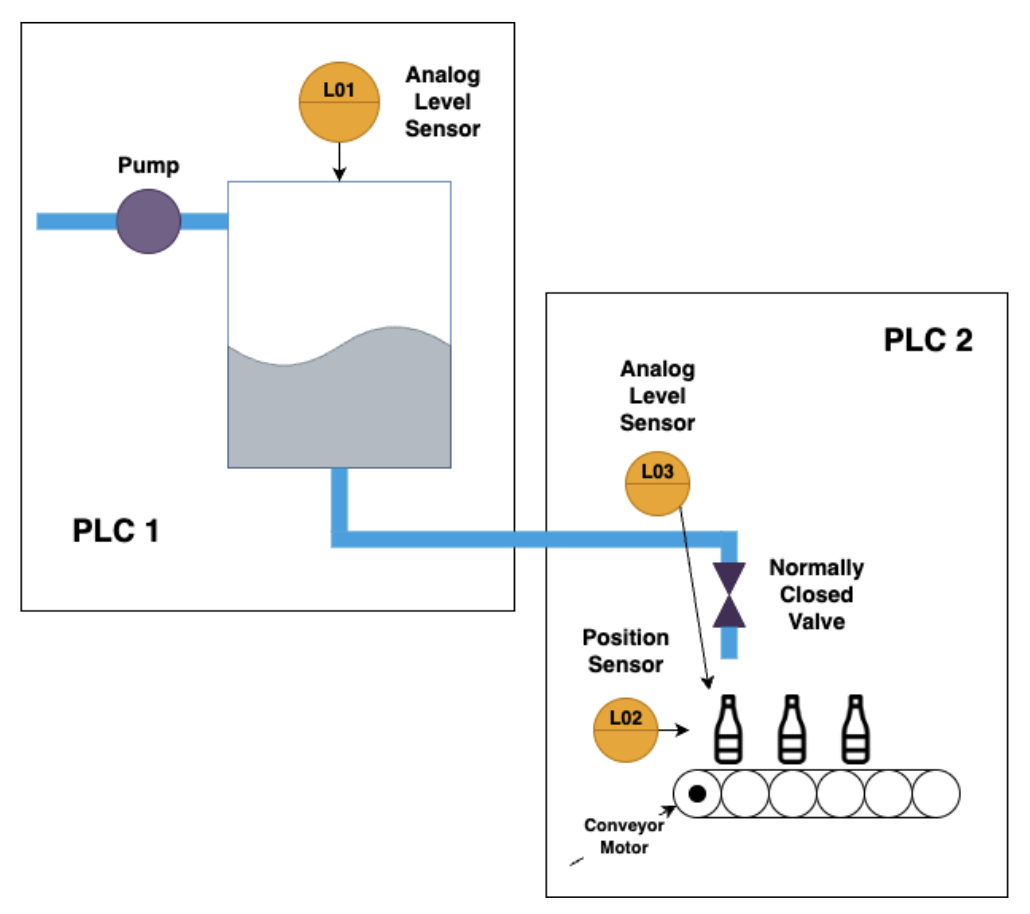 L01
Analog
Level
Sensor
Pump
PLC 1
PLC 2
Analog
Level
Sensor
L03
Normally
Closed
Valve
Position
Sensor
L02
Conveyor
Motor